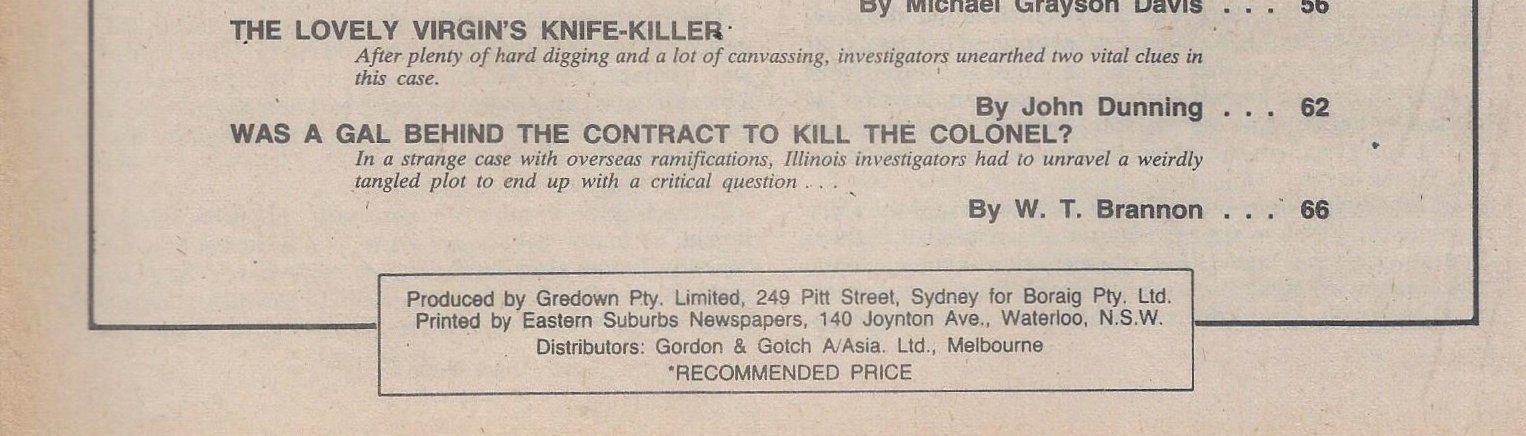 By Michael Grayson Davis . . . 56
THE LOVELY VIRGIN'S KNIFE-KILLER
After plenty of hard digging and a lot of canvassing, investigators unearthed two vital clues in
this case.
By John Dunning . . . 62
WAS A GAL BEHIND THE CONTRACT TO KILL THE COLONEL?
In a strange case with overseas ramifications, Illinois investigators had to unravel a weirdly
tangled plot to end up with a critical question . . .
By W. T. Brannon . . . 66
Produced by Gredown Pty. Limited, 249 Pitt Street, Sydney for Boraig Pty. Ltd.
Printed by Eastern Suburbs Newspapers, 140 Joynton Ave., Waterloo, N.S.W.
Distributors: Gordon & Gotch A/Asia. Ltd., Melbourne
*RECOMMENDED PRICE